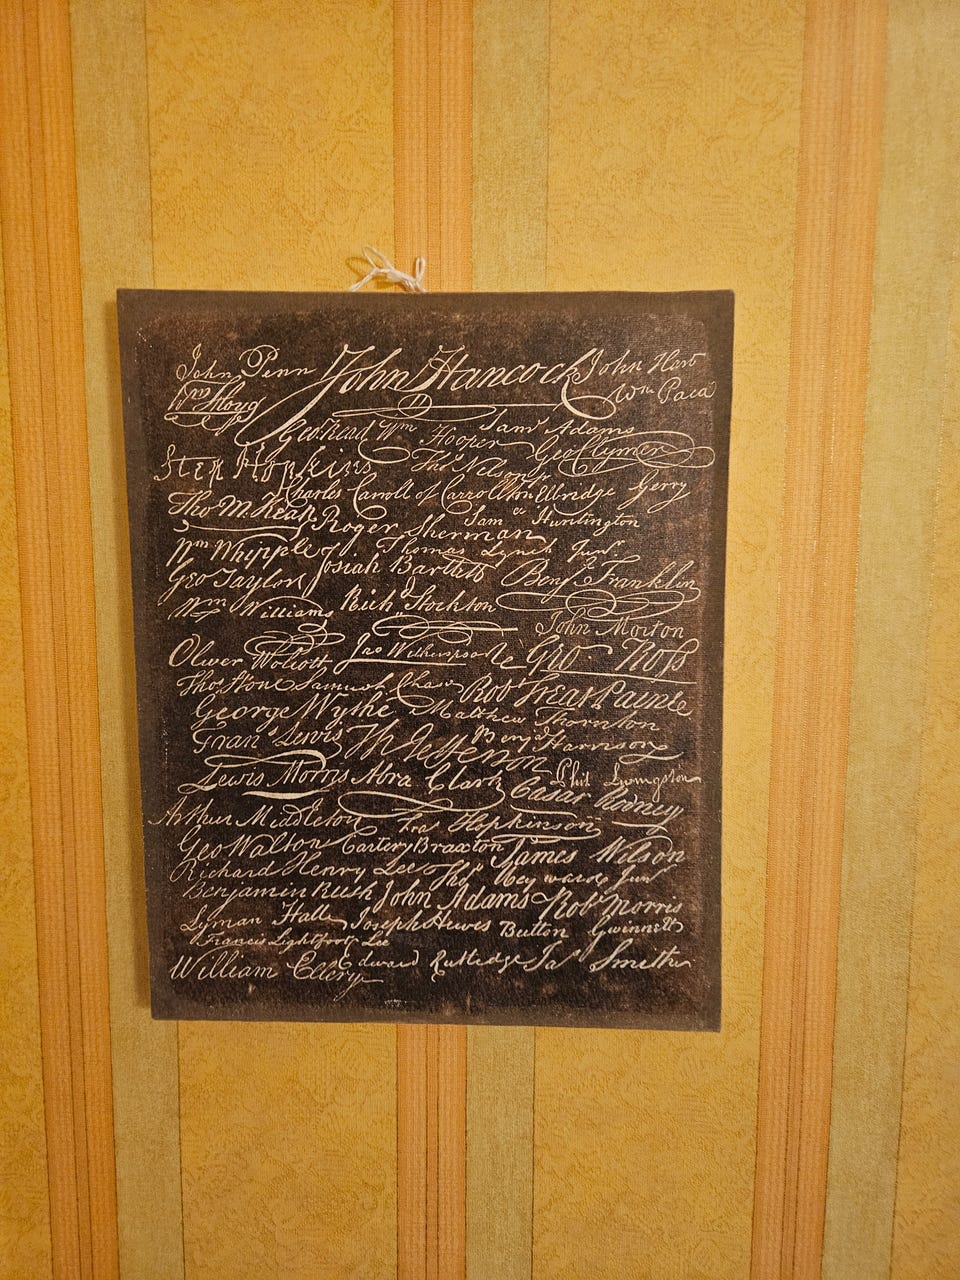 John Penn John Hancock John Hart
Wm Floyd Wm Paca
Geo Read Wm Hooper Saml Adams
Step Hopkins Thos Nelson Geo Clymer
Charles Carroll of Carrollton Elbridge Gerry
Tho M:Kean Roger Sherman Saml Huntington
Wm Whipple Thomas Lynch Junr
Geo Taylor Josiah Bartlett Benj Franklin
Wm Williams Richd Stockton
John Morton
Oliver Wolcott Jno Witherspoon Geo Ross
Thos Stone Samuel Chase Robt Treat Paine
George Wythe Matthew Thornton
Fran Lewis Th Jefferson Benj Harrison
Lewis Morris Abra Clark Phil Livingston
Cæsar Rodney
Arthur Middleton Fras Hopkinson
Geo Walton Carter Braxton James Wilson
Richard Henry Lee Thos Heyward Junr
Benjamin Rush John Adams Robt Morris
Lyman Hall Joseph Hewes Button Gwinnett
Francis Lightfoot Lee
William Ellery Edward Rutledge Jas Smith